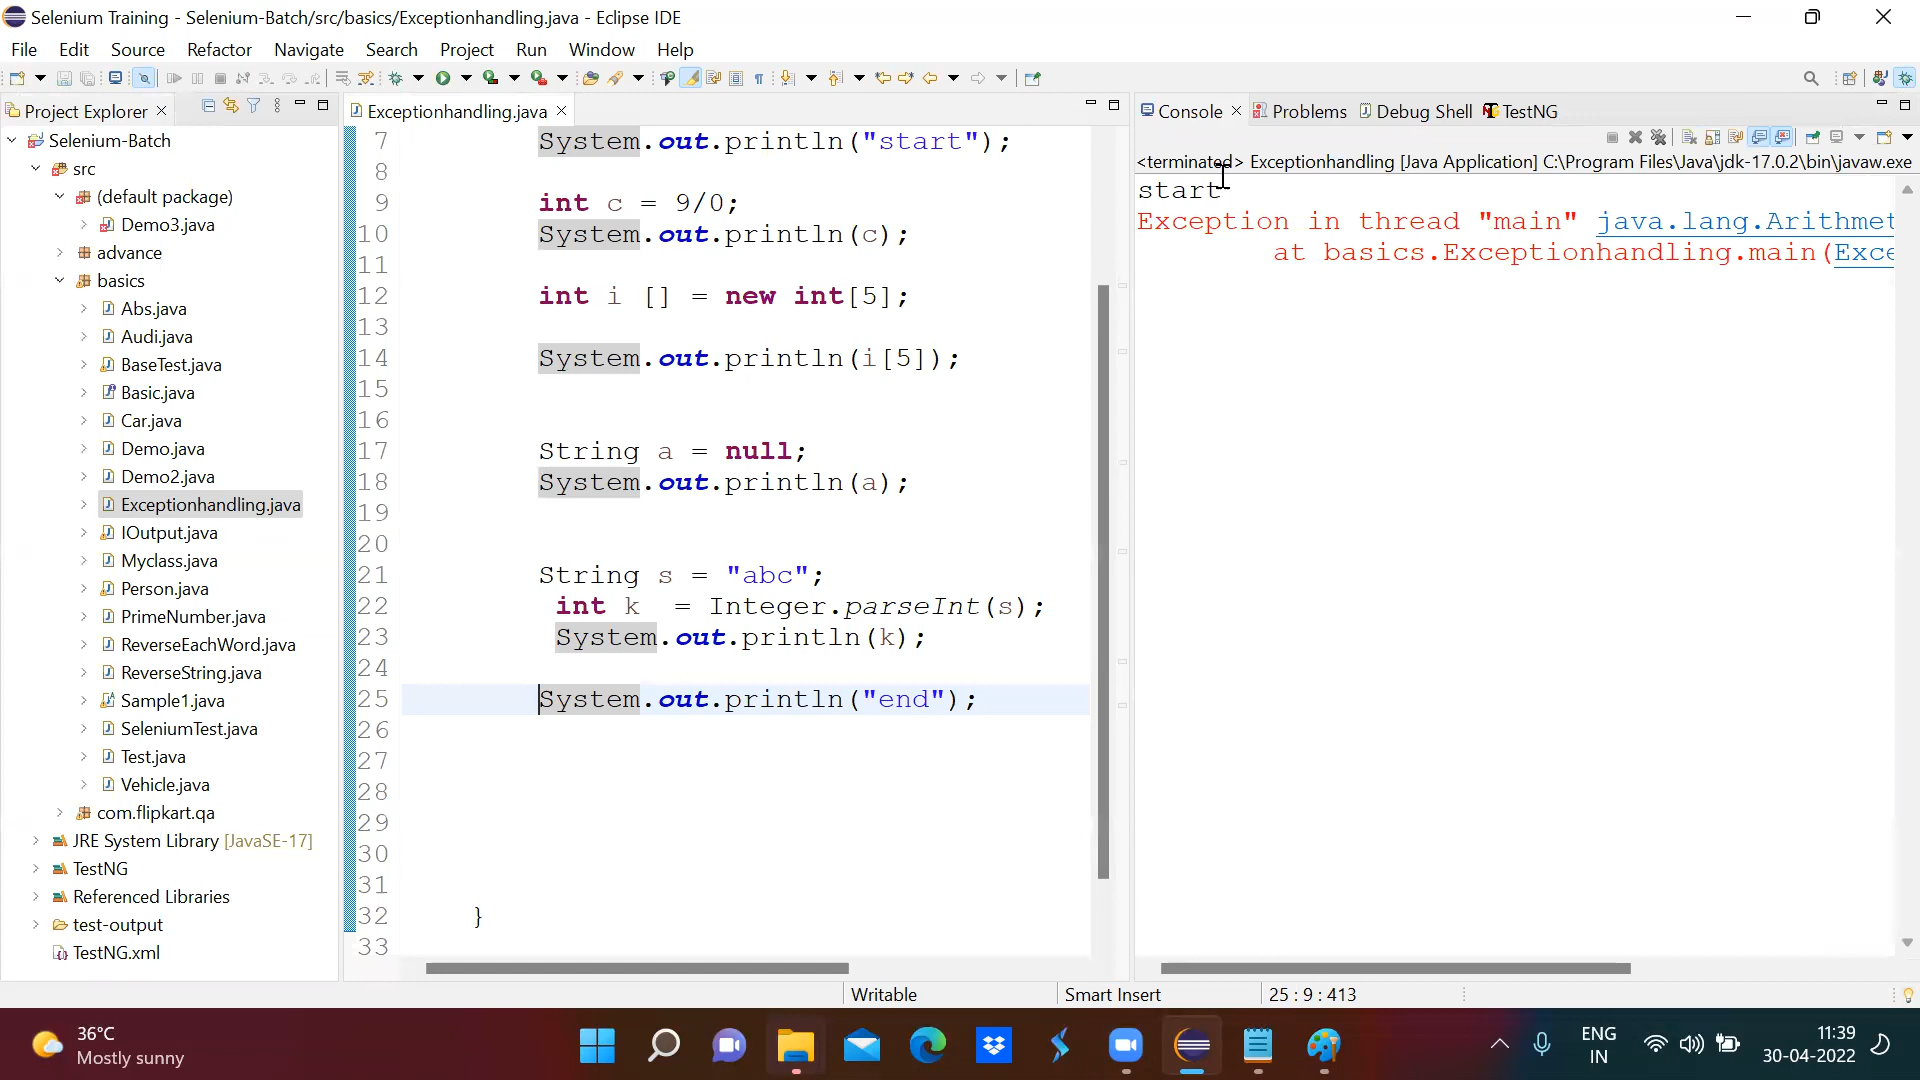 Selenium Training - Selenium-Batch/src/basics/Exceptionhandling.java - Eclipse IDE
File Edit Source Refactor Navigate Search Project Run Window Help
Project Explorer
Selenium-Batch
src
(default package)
Demo3.java
advance
basics
Abs.java
Audi.java
BaseTest.java
Basic.java
Car.java
Demo.java
Demo2.java
Exceptionhandling.java
IOutput.java
Myclass.java
Person.java
PrimeNumber.java
ReverseEachWord.java
ReverseString.java
Sample1.java
SeleniumTest.java
Test.java
Vehicle.java
com.flipkart.qa
JRE System Library [JavaSE-17]
TestNG
Referenced Libraries
test-output
TestNG.xml
Exceptionhandling.java
7 System.out.println("start");
8
9 int c = 9/0;
10 System.out.println(c);
11
12 int i [] = new int[5];
13
14 System.out.println(i[5]);
15
16
17 String a = null;
18 System.out.println(a);
19
20
21 String s = "abc";
22 int k = Integer.parseInt(s);
23 System.out.println(k);
24
25 System.out.println("end");
26
27
28
29
30
31
32 }
33
Console Problems Debug Shell TestNG
<terminated> Exceptionhandling [Java Application] C:\Program Files\Java\jdk-17.0.2\bin\javaw.exe
start
Exception in thread "main" java.lang.Arithmet
at basics.Exceptionhandling.main(Exce
Writable Smart Insert 25 : 9 : 413
36°C
Mostly sunny
ENG
IN
11:39
30-04-2022